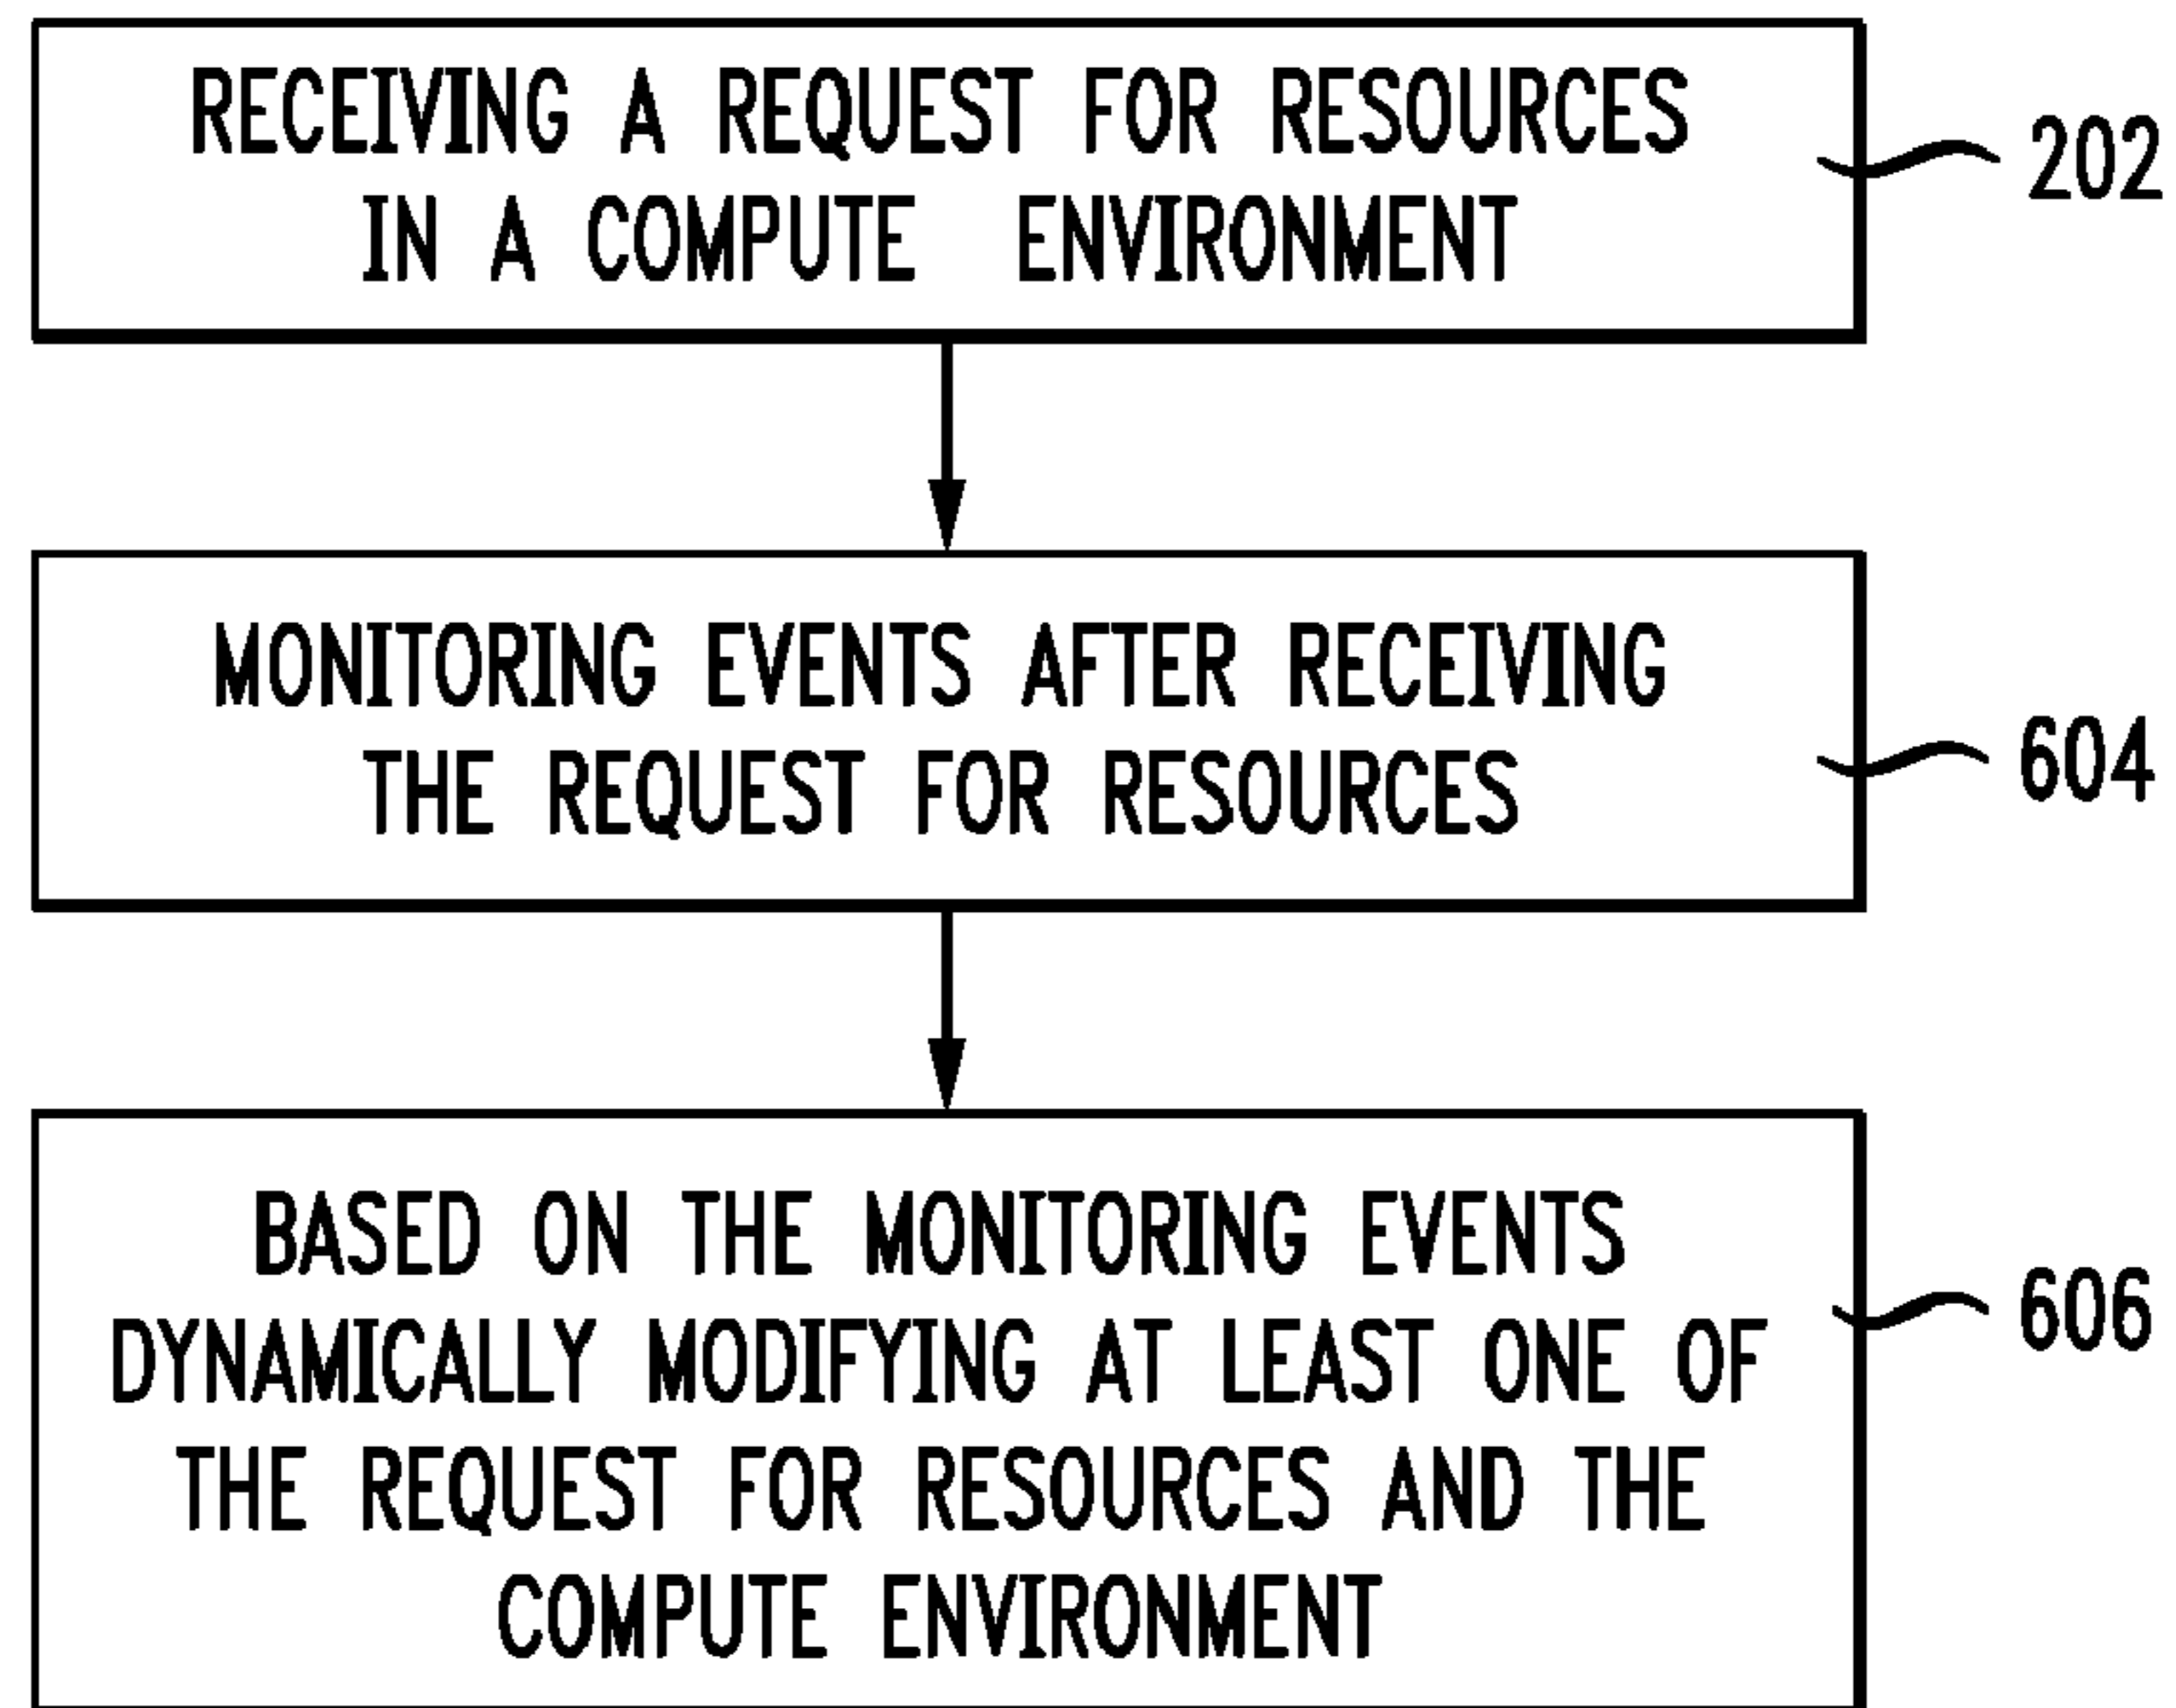 RECEIVING A REQUEST FOR RESOURCES
IN A COMPUTE ENVIRONMENT
202
MONITORING EVENTS AFTER RECEIVING
THE REQUEST FOR RESOURCES
604
BASED ON THE MONITORING EVENTS
DYNAMICALLY MODIFYING AT LEAST ONE OF
THE REQUEST FOR RESOURCES AND THE
COMPUTE ENVIRONMENT
606